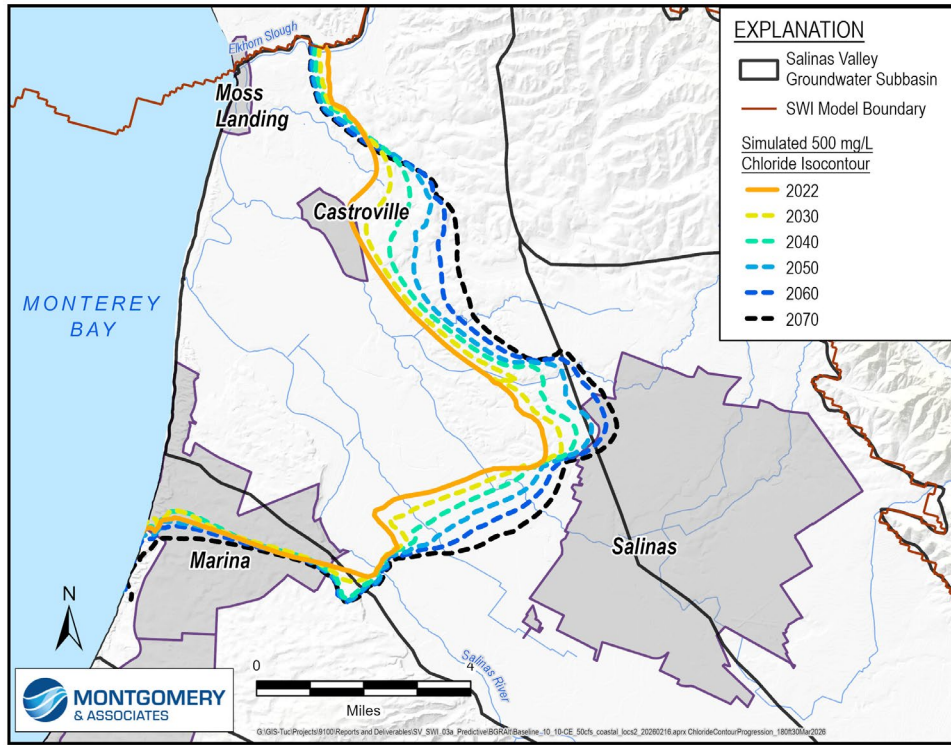 Elkhorn Slough
Moss
Landing
Castroville
MONTEREY
BAY
Marina
Salinas
Salinas River
N
0
4
Miles
MONTGOMERY
& ASSOCIATES
EXPLANATION
Salinas Valley
Groundwater Subbasin
SWI Model Boundary
Simulated 500 mg/L
Chloride Isocontour
2022
2030
2040
2050
2060
2070